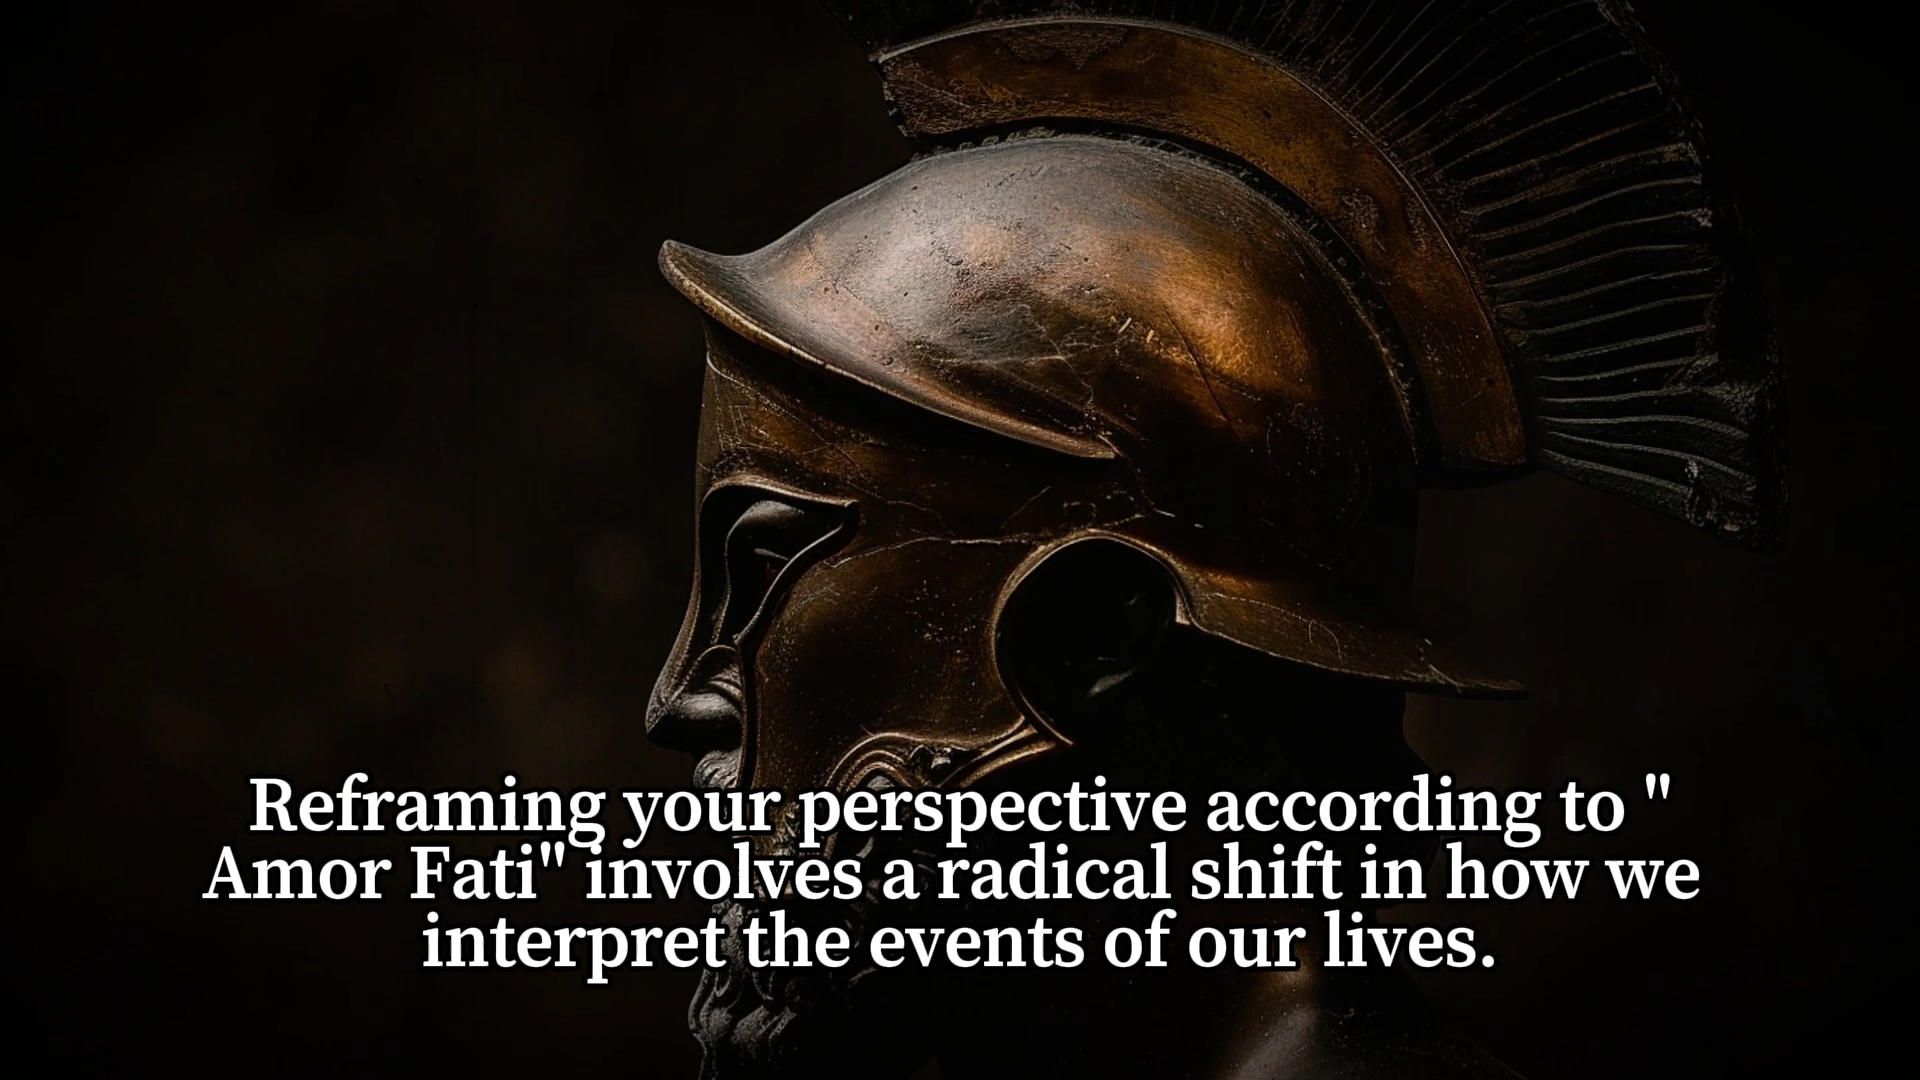 Reframing your perspective according to "
Amor Fati" involves a radical shift in how we
interpret the events of our lives.